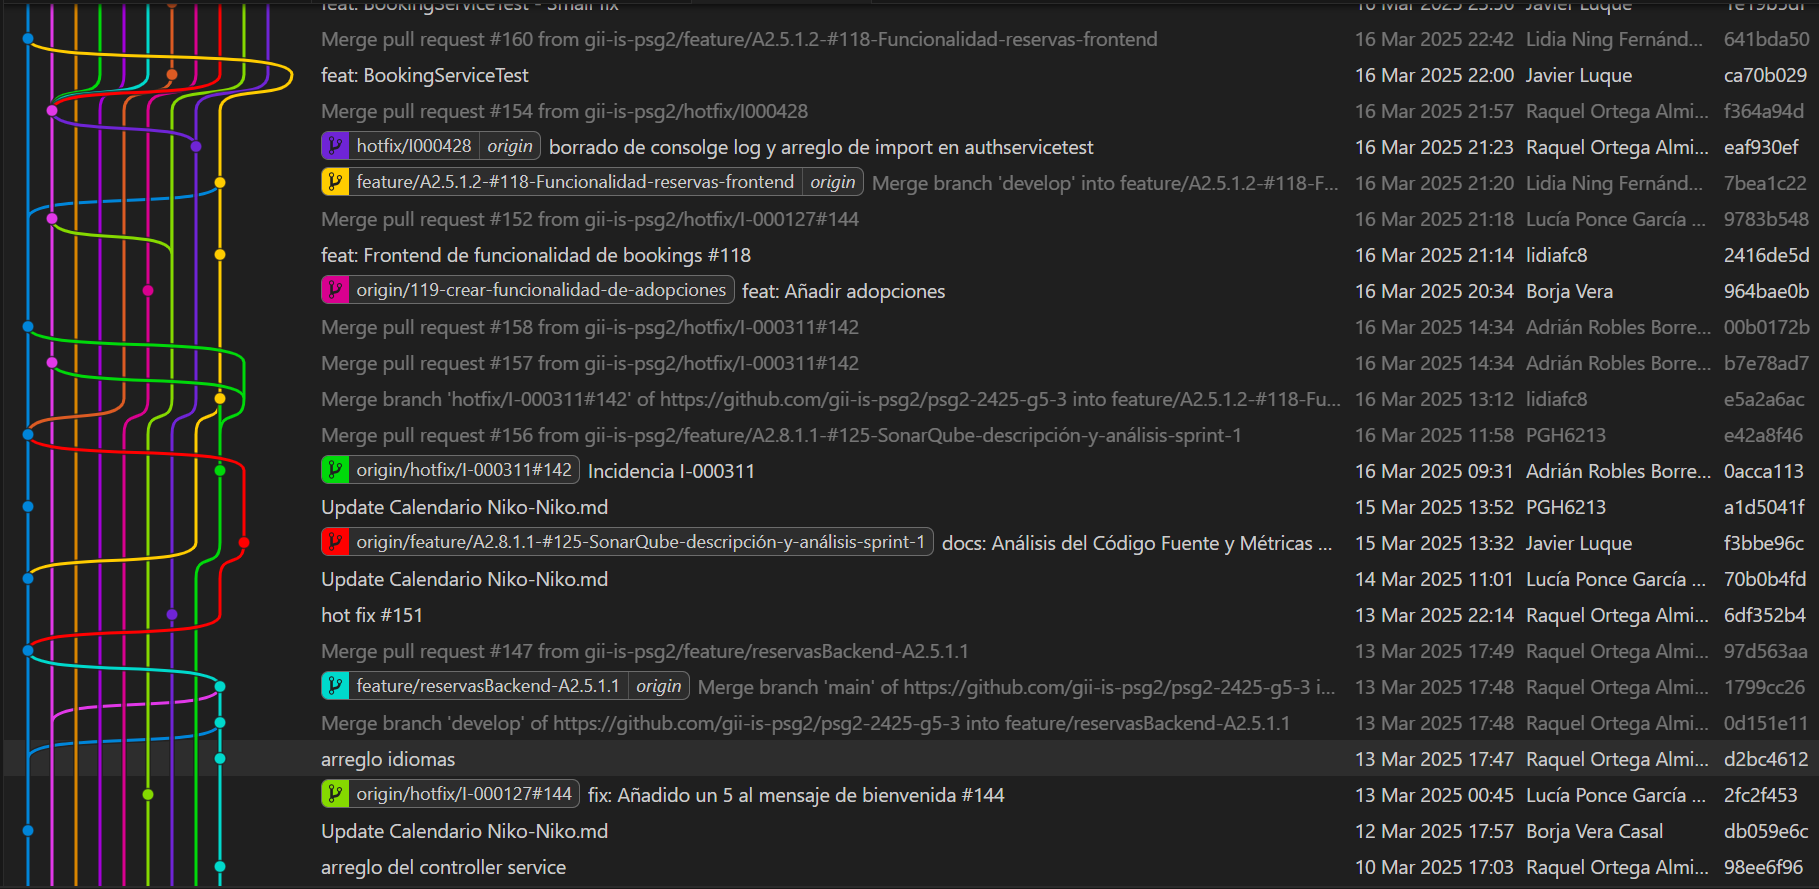 feat: BookingServiceTest - Small fix 16 Mar 2025 23:56 Javier Luque 1e19b5df
Merge pull request #160 from gii-is-psg2/feature/A2.5.1.2-#118-Funcionalidad-reservas-frontend 16 Mar 2025 22:42 Lidia Ning Fernánd... 641bda50
feat: BookingServiceTest 16 Mar 2025 22:00 Javier Luque ca70b029
Merge pull request #154 from gii-is-psg2/hotfix/I000428 16 Mar 2025 21:57 Raquel Ortega Almi... f364a94d
hotfix/I000428 origin borrado de consolge log y arreglo de import en authservicetest 16 Mar 2025 21:23 Raquel Ortega Almi... eaf930ef
feature/A2.5.1.2-#118-Funcionalidad-reservas-frontend origin Merge branch 'develop' into feature/A2.5.1.2-#118-F... 16 Mar 2025 21:20 Lidia Ning Fernánd... 7bea1c22
Merge pull request #152 from gii-is-psg2/hotfix/I-000127#144 16 Mar 2025 21:18 Lucía Ponce García ... 9783b548
feat: Frontend de funcionalidad de bookings #118 16 Mar 2025 21:14 lidiafc8 2416de5d
origin/119-crear-funcionalidad-de-adopciones feat: Añadir adopciones 16 Mar 2025 20:34 Borja Vera 964bae0b
Merge pull request #158 from gii-is-psg2/hotfix/I-000311#142 16 Mar 2025 14:34 Adrián Robles Borre... 00b0172b
Merge pull request #157 from gii-is-psg2/hotfix/I-000311#142 16 Mar 2025 14:34 Adrián Robles Borre... b7e78ad7
Merge branch 'hotfix/I-000311#142' of https://github.com/gii-is-psg2/psg2-2425-g5-3 into feature/A2.5.1.2-#118-Fu... 16 Mar 2025 13:12 lidiafc8 e5a2a6ac
Merge pull request #156 from gii-is-psg2/feature/A2.8.1.1-#125-SonarQube-descripción-y-análisis-sprint-1 16 Mar 2025 11:58 PGH6213 e42a8f46
origin/hotfix/I-000311#142 Incidencia I-000311 16 Mar 2025 09:31 Adrián Robles Borre... 0acca113
Update Calendario Niko-Niko.md 15 Mar 2025 13:52 PGH6213 a1d5041f
origin/feature/A2.8.1.1-#125-SonarQube-descripción-y-análisis-sprint-1 docs: Análisis del Código Fuente y Métricas ... 15 Mar 2025 13:32 Javier Luque f3bbe96c
Update Calendario Niko-Niko.md 14 Mar 2025 11:01 Lucía Ponce García ... 70b0b4fd
hot fix #151 13 Mar 2025 22:14 Raquel Ortega Almi... 6df352b4
Merge pull request #147 from gii-is-psg2/feature/reservasBackend-A2.5.1.1 13 Mar 2025 17:49 Raquel Ortega Almi... 97d563aa
feature/reservasBackend-A2.5.1.1 origin Merge branch 'main' of https://github.com/gii-is-psg2/psg2-2425-g5-3 i... 13 Mar 2025 17:48 Raquel Ortega Almi... 1799cc26
Merge branch 'develop' of https://github.com/gii-is-psg2/psg2-2425-g5-3 into feature/reservasBackend-A2.5.1.1 13 Mar 2025 17:48 Raquel Ortega Almi... 0d151e11
arreglo idiomas 13 Mar 2025 17:47 Raquel Ortega Almi... d2bc4612
origin/hotfix/I-000127#144 fix: Añadido un 5 al mensaje de bienvenida #144 13 Mar 2025 00:45 Lucía Ponce García ... 2fc2f453
Update Calendario Niko-Niko.md 12 Mar 2025 17:57 Borja Vera Casal db059e6c
arreglo del controller service 10 Mar 2025 17:03 Raquel Ortega Almi... 98ee6f96